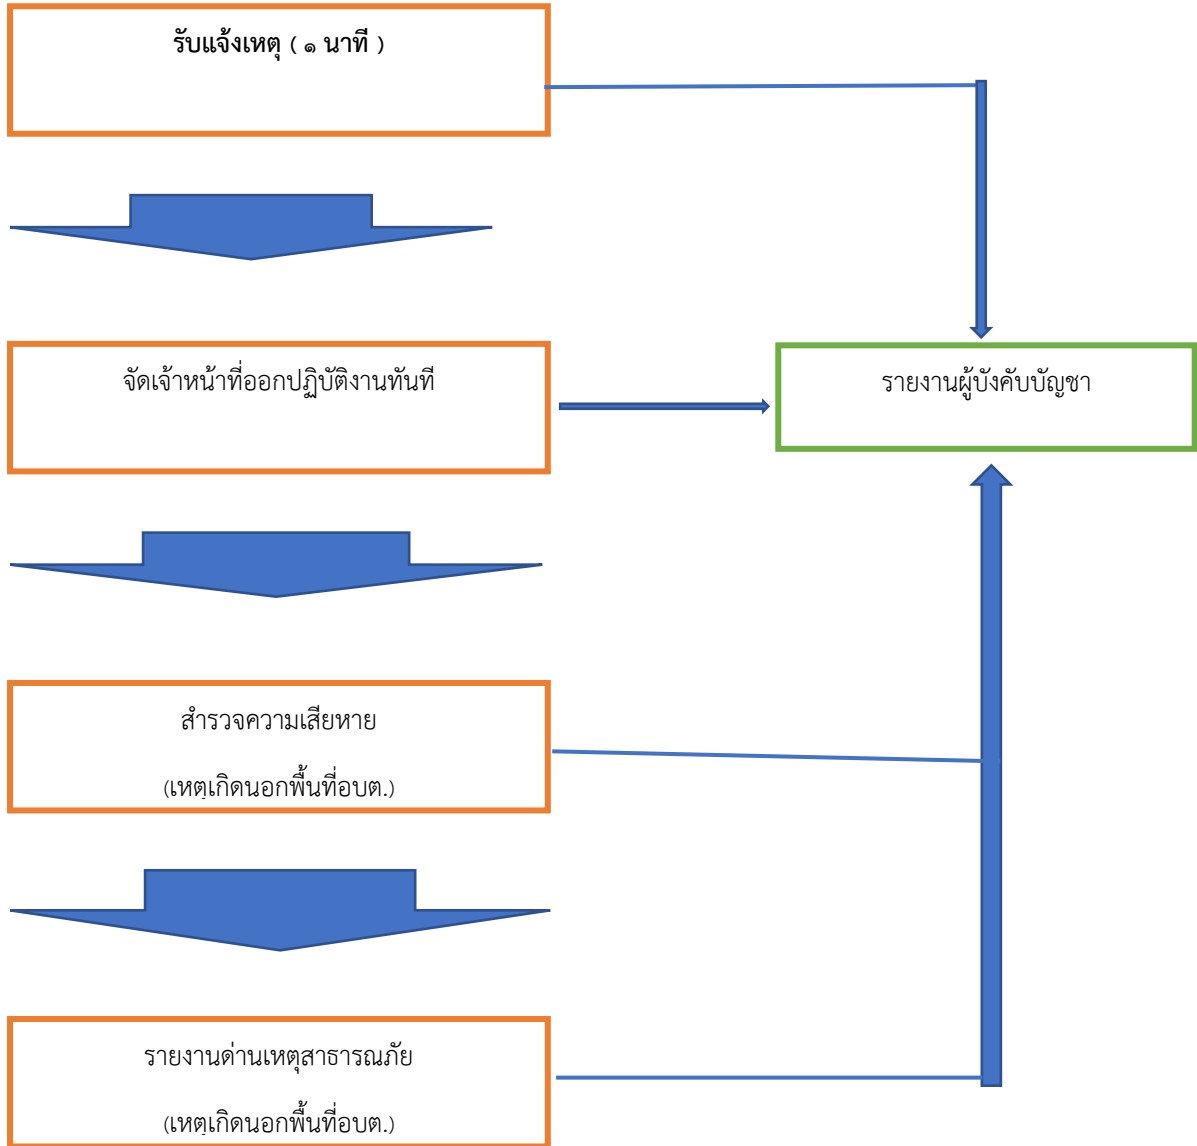 รับแจ้งเหตุ ( ๑ นาที )
จัดเจ้าหน้าที่ออกปฏิบัติงานทันที
รายงานผู้บังคับบัญชา
สำรวจความเสียหาย
(เหตุเกิดนอกพื้นที่อบต.)
รายงานด่านเหตุสาธารณภัย
(เหตุเกิดนอกพื้นที่อบต.)